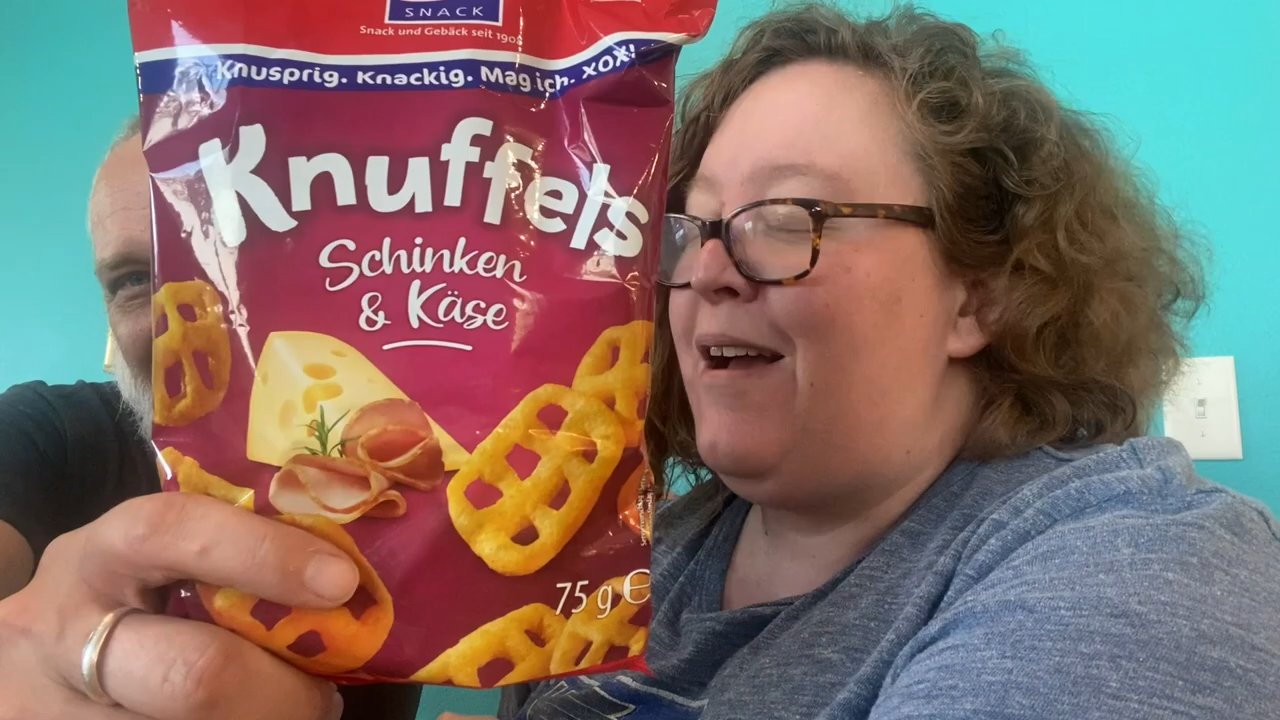 SNACK
Snack und Gebäck seit 190
Knusprig. Knackig. Mag ich. XOX!
Knuffels
Schinken
& Käse
75 g e